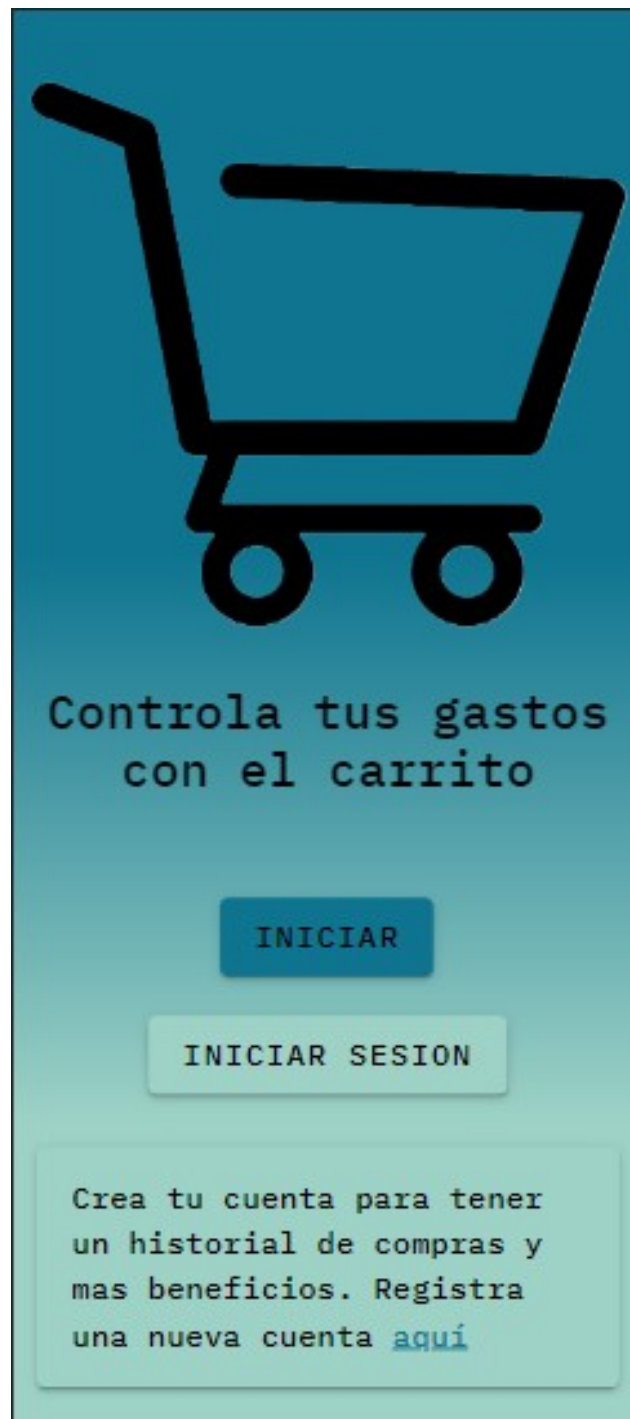 Controla tus gastos
con el carrito
INICIAR
INICIAR SESION
Crea tu cuenta para tener
un historial de compras y
mas beneficios. Registra
una nueva cuenta aquí